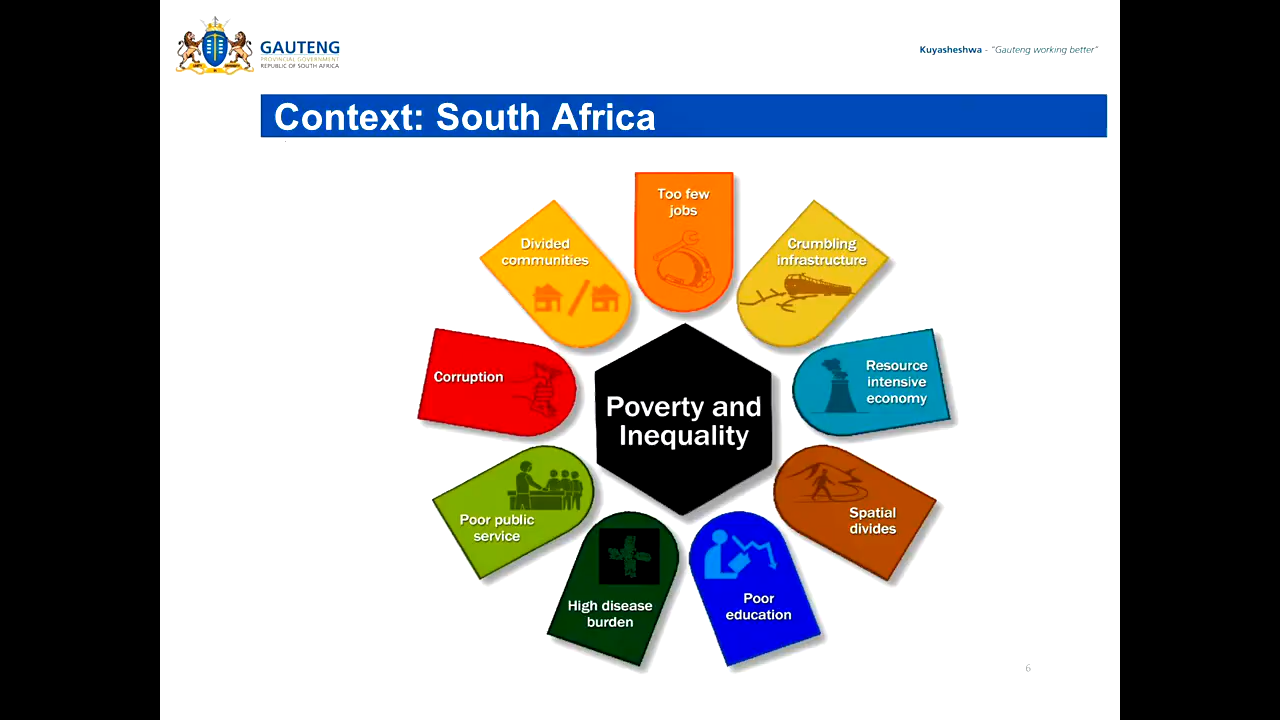 GAUTENG
PROVINCIAL GOVERNMENT
REPUBLIC OF SOUTH AFRICA
Kuyasheshwa - “Gauteng working better”
Context: South Africa
Too few
jobs
Divided
communities
Crumbling
infrastructure
Corruption
Resource
intensive
economy
Poverty and
Inequality
Poor public
service
Spatial
divides
High disease
burden
Poor
education
6